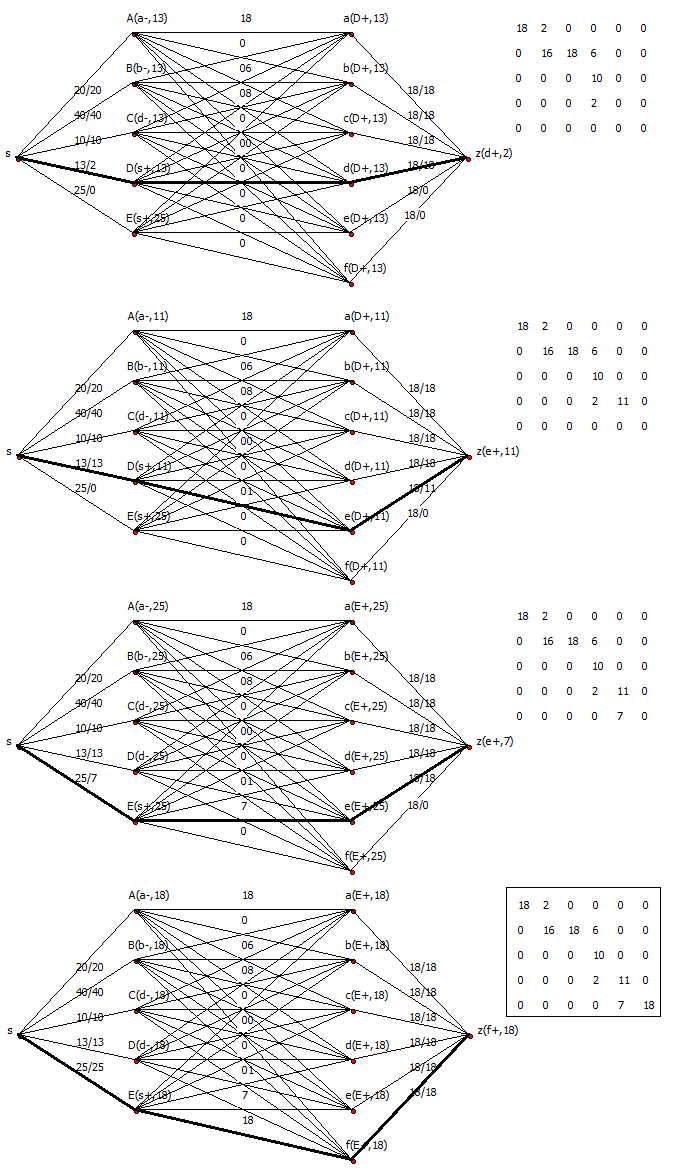 A(a-,13) 18 a(D+,13)
18 2 0 0 0 0
0
B(b-,13) 06 b(D+,13)
0 16 18 6 0 0
20/20 08 18/18
0 0 0 10 0 0
40/40 C(d-,13) 0 c(D+,13) 18/18
0 0 0 2 0 0
10/10 00 18/18
0 0 0 0 0 0
s 13/2 D(s+,13) 0 d(D+,13) 18/18 z(d+,2)
25/0 0 18/0
E(s+,25) 0 e(D+,13) 18/0
0
f(D+,13)
A(a-,11) 18 a(D+,11)
18 2 0 0 0 0
0
B(b-,11) 06 b(D+,11)
0 16 18 6 0 0
20/20 08 18/18
0 0 0 10 0 0
40/40 C(d-,11) 0 c(D+,11) 18/18
0 0 0 2 11 0
10/10 00 18/18
0 0 0 0 0 0
s 13/13 D(s+,11) 0 d(D+,11) 18/18 z(e+,11)
25/0 01 18/11
E(s+,25) 0 e(D+,11) 18/0
0
f(D+,11)
A(a-,25) 18 a(E+,25)
18 2 0 0 0 0
0
B(b-,25) 06 b(E+,25)
0 16 18 6 0 0
20/20 08 18/18
0 0 0 10 0 0
40/40 C(d-,25) 0 c(E+,25) 18/18
0 0 0 2 11 0
10/10 00 18/18
0 0 0 0 7 0
s 13/13 D(d-,25) 0 d(E+,25) 18/18 z(e+,7)
25/7 01 18/18
E(s+,25) 7 e(E+,25) 18/0
0
f(E+,25)
A(a-,18) 18 a(E+,18)
18 2 0 0 0 0
0
B(b-,18) 06 b(E+,18)
0 16 18 6 0 0
20/20 08 18/18
0 0 0 10 0 0
40/40 C(d-,18) 0 c(E+,18) 18/18
0 0 0 2 11 0
10/10 00 18/18
0 0 0 0 7 18
s 13/13 D(d-,18) 0 d(E+,18) 18/18 z(f+,18)
25/25 01 18/18
E(s+,18) 7 e(E+,18) 18/18
18
f(E+,18)